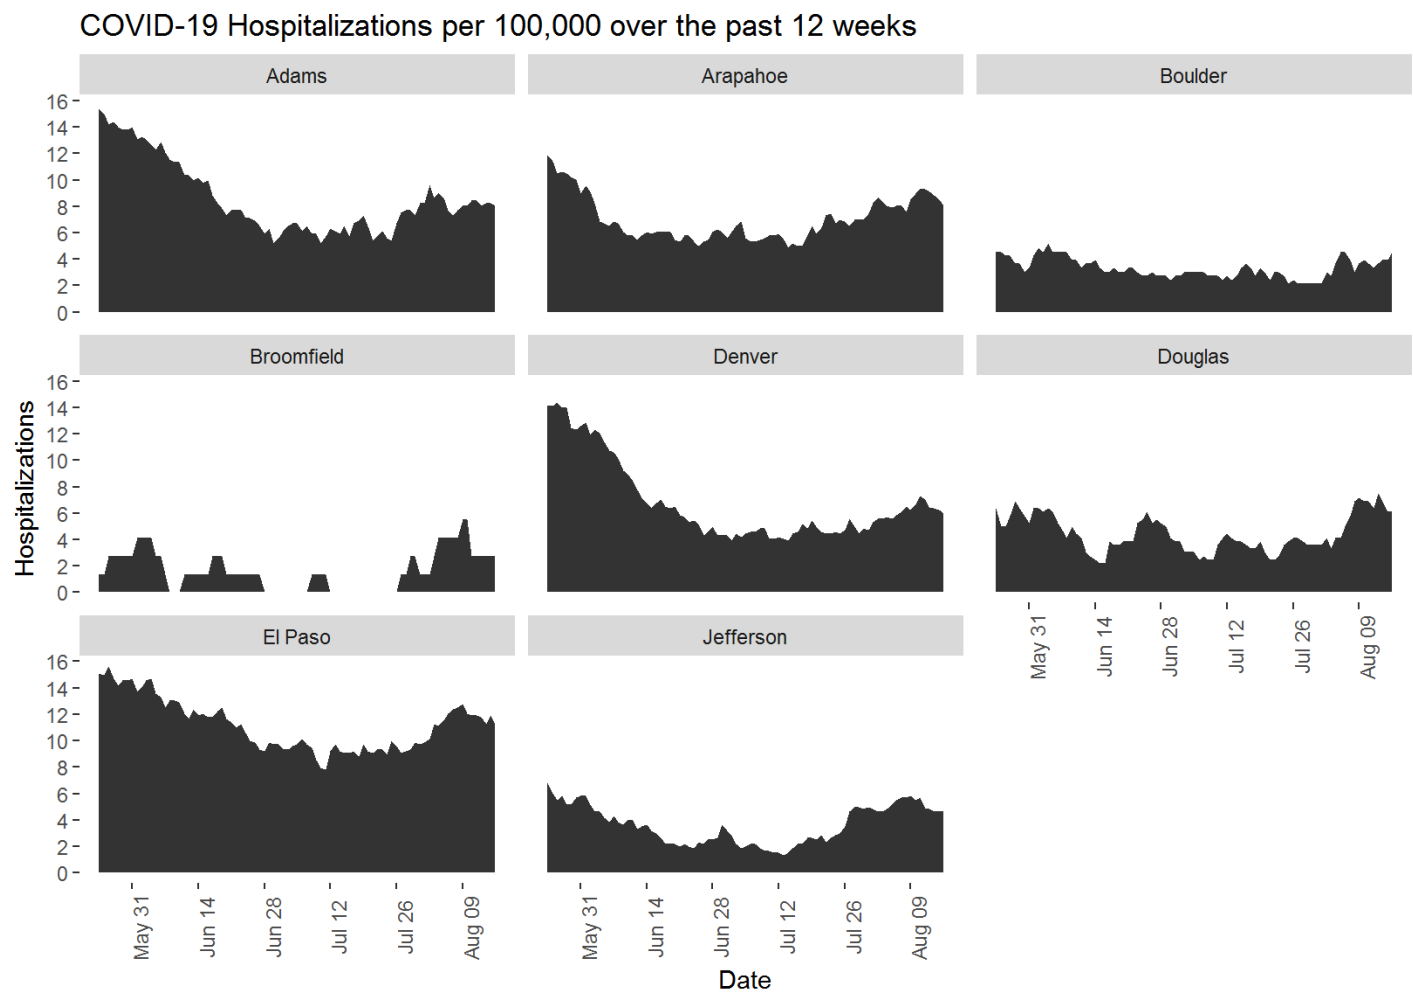 COVID-19 Hospitalizations per 100,000 over the past 12 weeks
Adams
Arapahoe
Boulder
16
14
12
10
8
6
4
2
0
Broomfield
Denver
Douglas
16
14
12
10
8
6
4
2
0
Hospitalizations
May 31
Jun 14
Jun 28
Jul 12
Jul 26
Aug 09
El Paso
Jefferson
16
14
12
10
8
6
4
2
0
May 31
Jun 14
Jun 28
Jul 12
Jul 26
Aug 09
May 31
Jun 14
Jun 28
Jul 12
Jul 26
Aug 09
Date